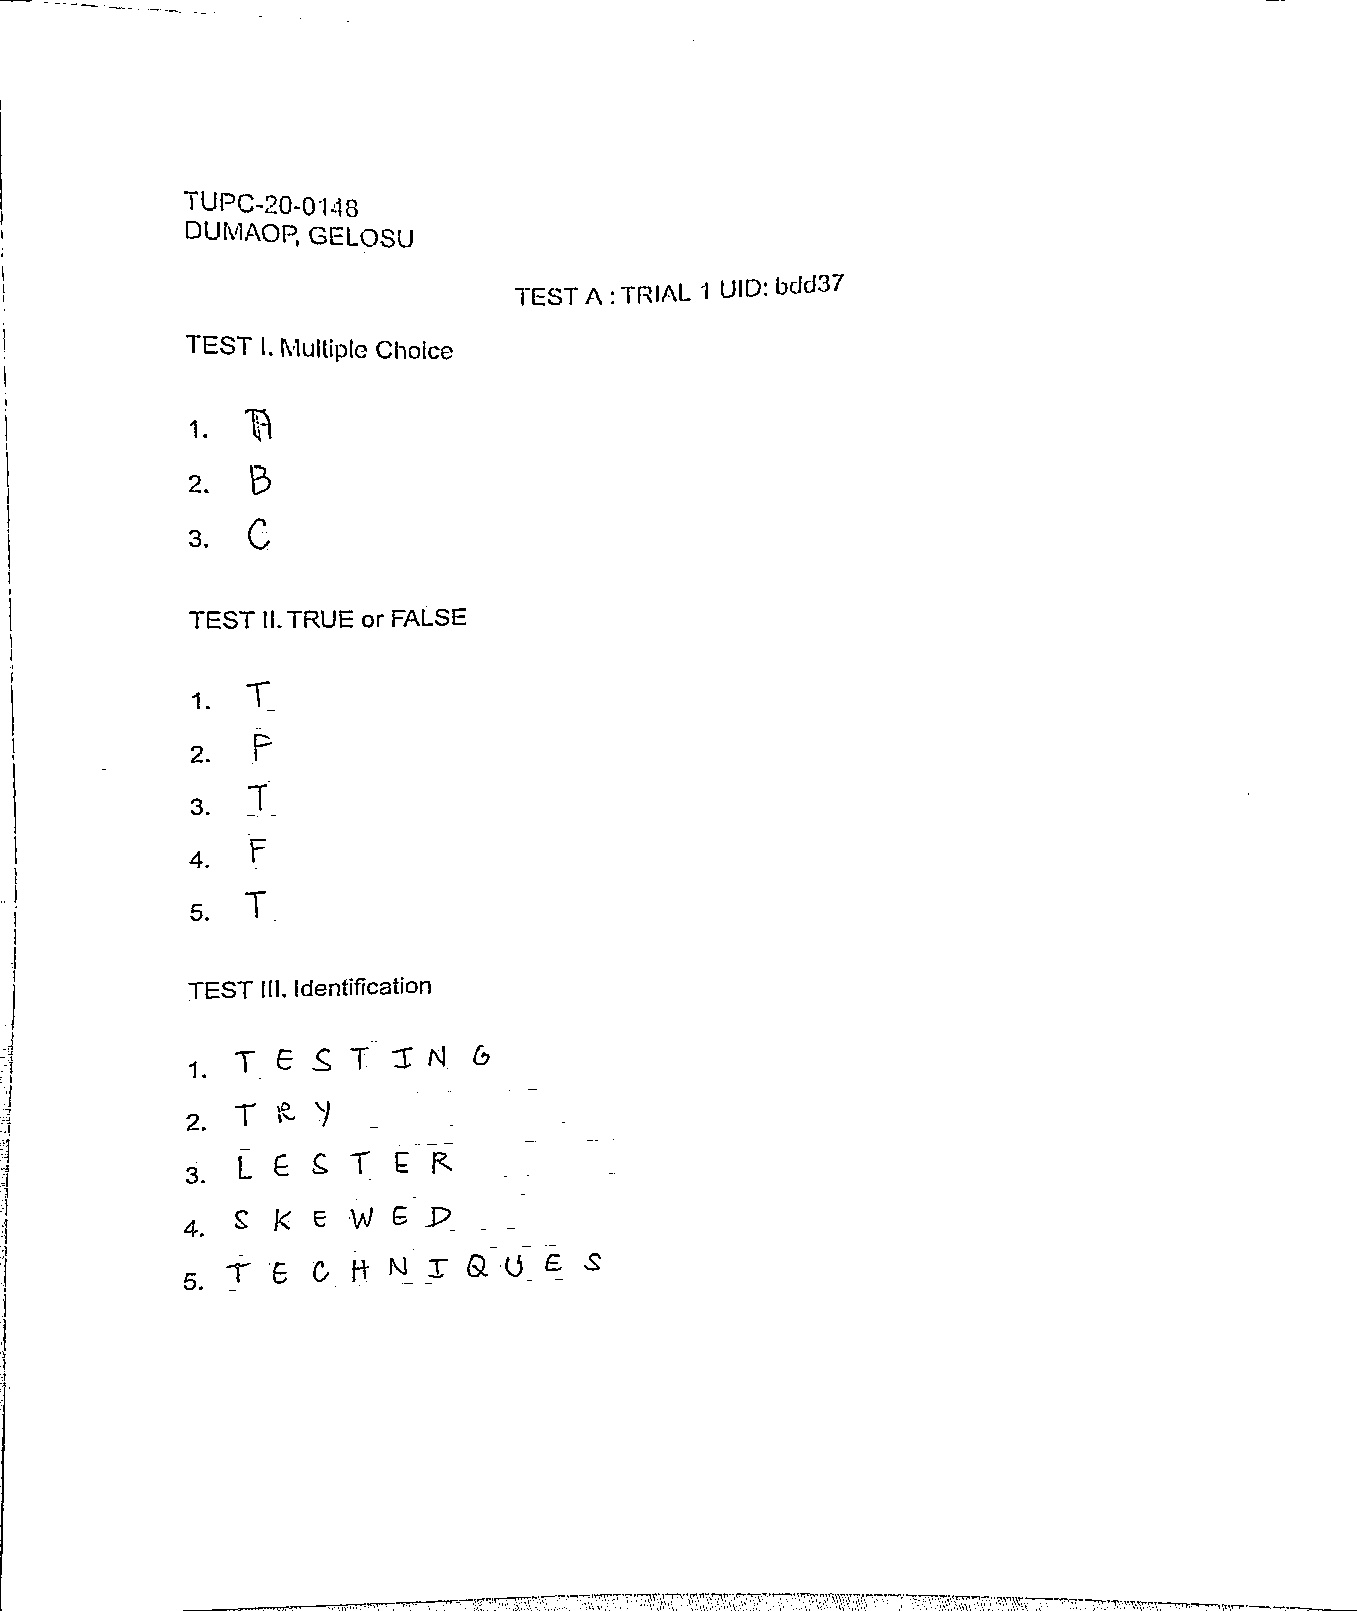 TUPC-20-0148
DUMAOP, GELOSU
TEST A : TRIAL 1 UID: bdd37
TEST I. Multiple Choice
1. A
2. B
3. C
TEST II. TRUE or FALSE
1. T
2. F
3. T
4. F
5. T
TEST III. Identification
1. T E S T I N G
2. T R Y
3. L E S T E R
4. S K E W E D
5. T E C H N I Q U E S